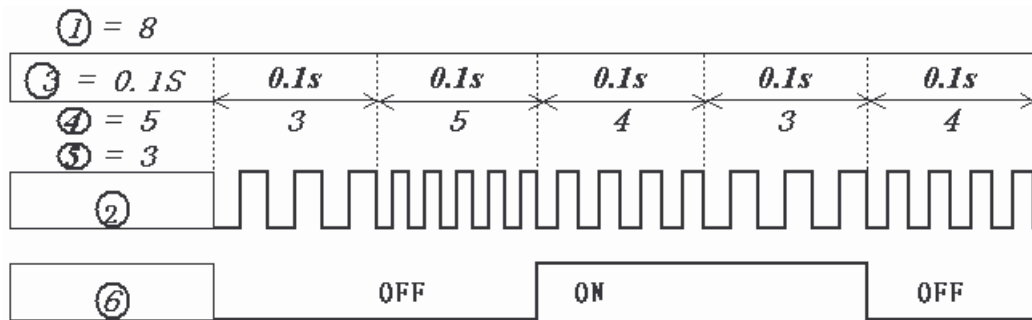 ① = 8
③ = 0.1S 0.1s 0.1s 0.1s 0.1s 0.1s
④ = 5 3 5 4 3 4
⑤ = 3
②
⑥ OFF ON OFF